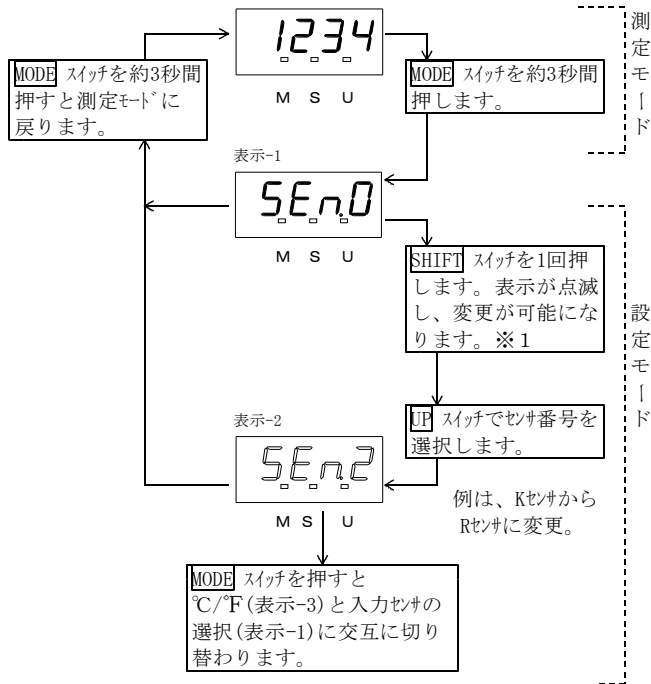 1234
M S U
MODE スイッチを約3秒間
押すと測定モードに
戻ります。
MODE スイッチを約3秒間
押します。
測定モード
表示-1
SEn.0
M S U
SHIFT スイッチを1回押
します。表示が点滅
し、変更が可能にな
ります。※1
UP スイッチでセンサ番号を
選択します。
設定モード
表示-2
SEn.2
M S U
例は、Kセンサから
Rセンサに変更。
MODE スイッチを押すと
℃/℉(表示-3)と入力センサの
選択(表示-1)に交互に切り
替わります。